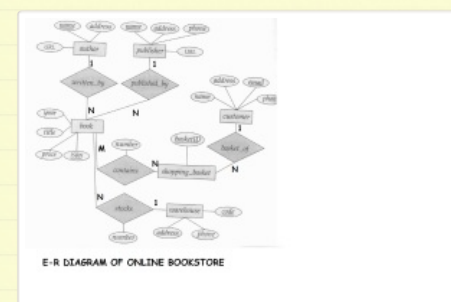 name address name address phone
URL author publisher URL
1 1
written_by published_by
address email
N N name phone
year book customer
title M number basketID 1
price basket_of
contains N shopping_basket N
stocks 1 warehouse code
N
number address phone
E-R DIAGRAM OF ONLINE BOOKSTORE